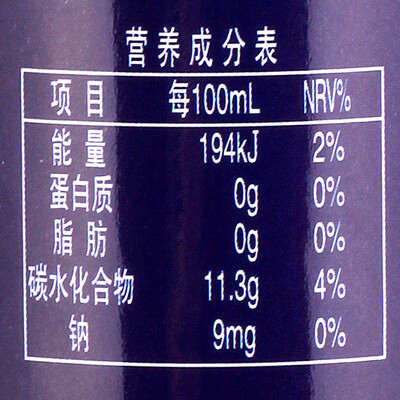 营养成分表
项目 每100mL NRV%
能量 194kJ 2%
蛋白质 0g 0%
脂肪 0g 0%
碳水化合物 11.3g 4%
钠 9mg 0%